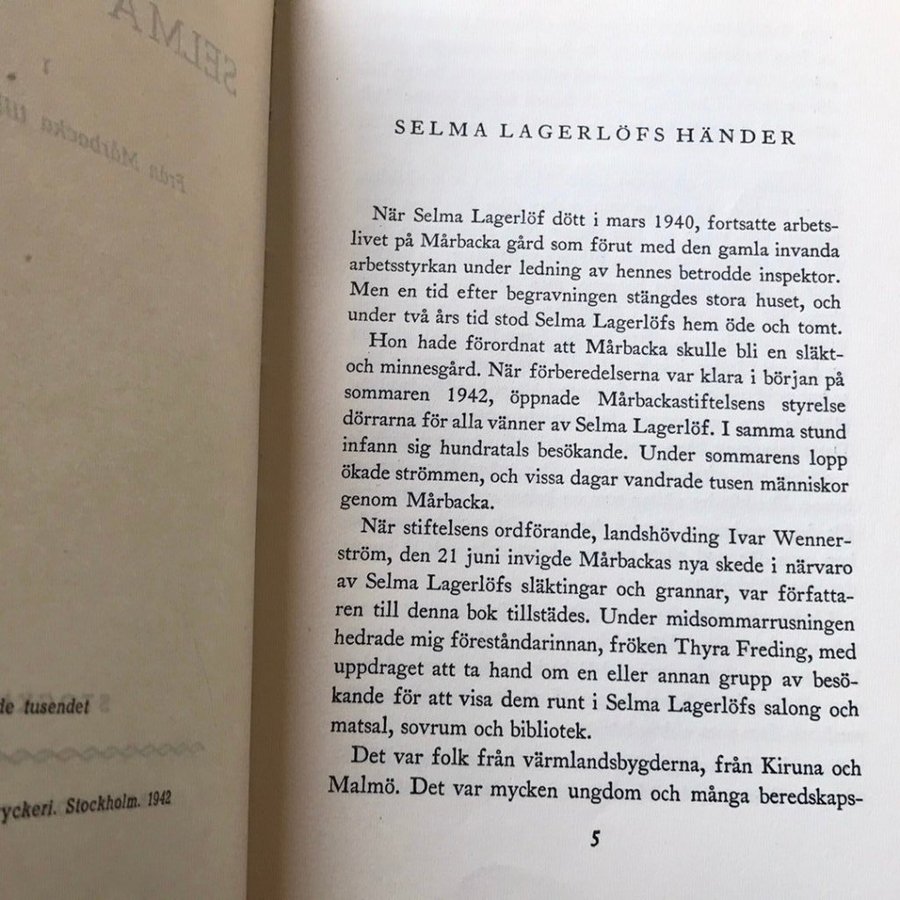 SELMA
I
Från Mårbacka till
de tusendet
yckeri. Stockholm. 1942
SELMA LAGERLÖFS HÄNDER
När Selma Lagerlöf dött i mars 1940, fortsatte arbets-
livet på Mårbacka gård som förut med den gamla invanda
arbetsstyrkan under ledning av hennes betrodde inspektor.
Men en tid efter begravningen stängdes stora huset, och
under två års tid stod Selma Lagerlöfs hem öde och tomt.
Hon hade förordnat att Mårbacka skulle bli en släkt-
och minnesgård. När förberedelserna var klara i början på
sommaren 1942, öppnade Mårbackastiftelsens styrelse
dörrarna för alla vänner av Selma Lagerlöf. I samma stund
infann sig hundratals besökande. Under sommarens lopp
ökade strömmen, och vissa dagar vandrade tusen människor
genom Mårbacka.
När stiftelsens ordförande, landshövding Ivar Wenner-
ström, den 21 juni invigde Mårbackas nya skede i närvaro
av Selma Lagerlöfs släktingar och grannar, var författa-
ren till denna bok tillstädes. Under midsommarrusningen
hedrade mig föreståndarinnan, fröken Thyra Freding, med
uppdraget att ta hand om en eller annan grupp av besö-
kande för att visa dem runt i Selma Lagerlöfs salong och
matsal, sovrum och bibliotek.
Det var folk från värmlandsbygderna, från Kiruna och
Malmö. Det var mycken ungdom och många beredskaps-
5